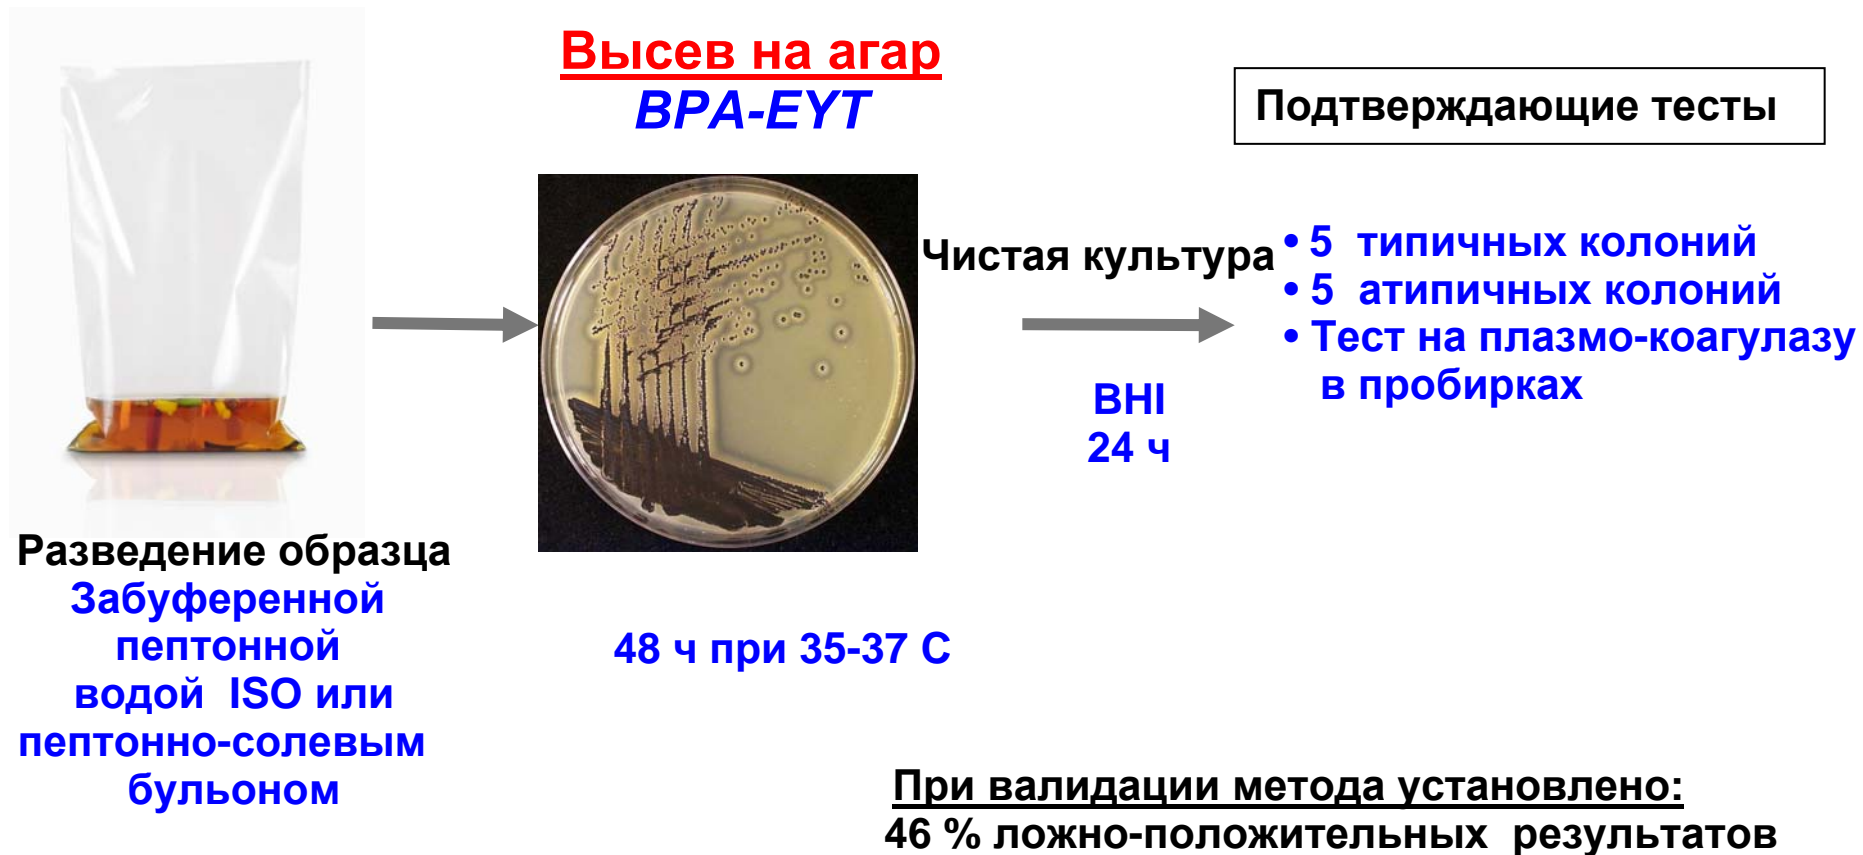 Высев на агар
BPA-EYT
Подтверждающие тесты
Чистая культура
• 5 типичных колоний
• 5 атипичных колоний
• Тест на плазмо-коагулазу
в пробирках
BHI
24 ч
Разведение образца
Забуференной
пептонной
водой ISO или
пептонно-солевым
бульоном
48 ч при 35-37 С
При валидации метода установлено:
46 % ложно-положительных результатов